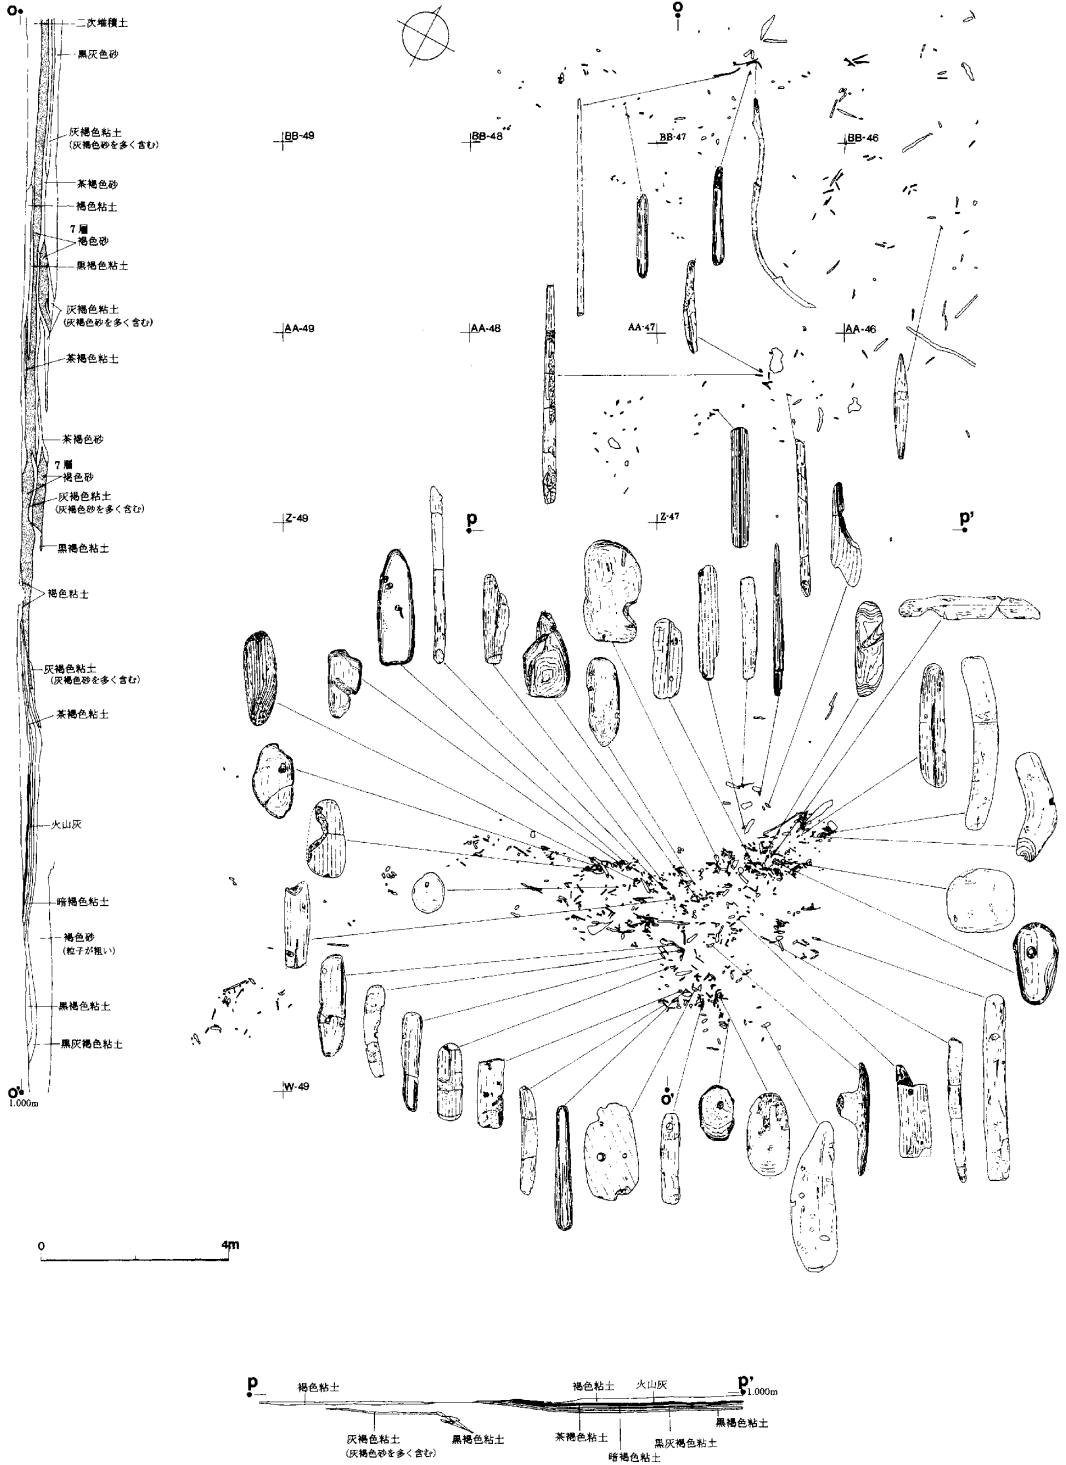 O
二次堆積土
黒灰色砂
灰褐色粘土
(灰褐色砂を多く含む)
茶褐色砂
褐色粘土
7層
褐色砂
黒褐色粘土
灰褐色粘土
(灰褐色砂を多く含む)
茶褐色粘土
茶褐色砂
7層
褐色砂
灰褐色粘土
(灰褐色砂を多く含む)
黒褐色粘土
褐色粘土
灰褐色粘土
(灰褐色砂を多く含む)
茶褐色粘土
火山灰
暗褐色粘土
褐色砂
(粒子が粗い)
黒褐色粘土
黒灰褐色粘土
O'
1.000m
O
BB-49
BB-48
BB-47
BB-46
AA-49
AA-48
AA-47
AA-46
Z-49
P
Z-47
P'
W-49
O'
0 4m
P
P'
1.000m
褐色粘土
褐色粘土
火山灰
灰褐色粘土
(灰褐色砂を多く含む)
黒褐色粘土
茶褐色粘土
暗褐色粘土
黒灰褐色粘土
黒褐色粘土